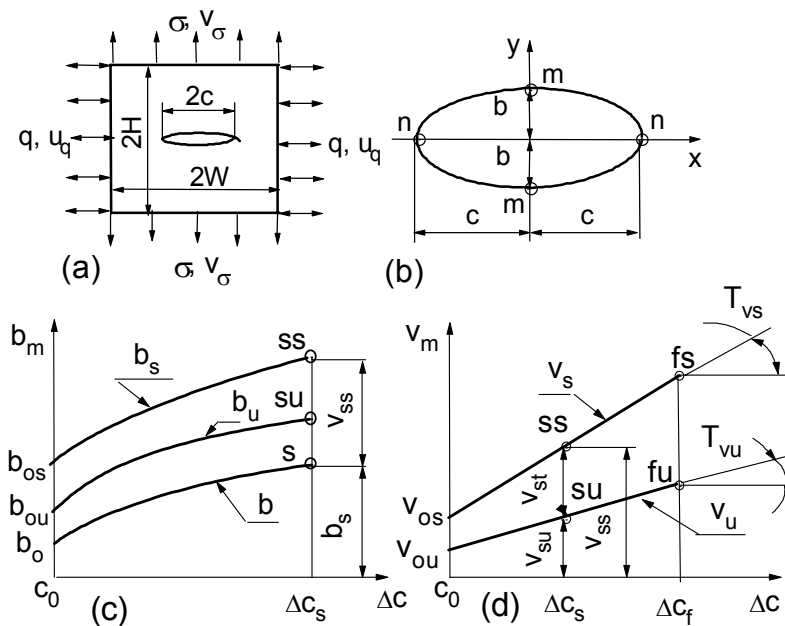 σ, v_σ
2c
q, u_q
2H
q, u_q
2W
(a)
σ, v_σ
y
m
b
n
n
b
x
m
c
c
(b)
b_m
ss
b_s
su
b_u
v_ss
b_os
s
b_ou
b
b_s
b_o
c_0
(c)
Δc_s
Δc
v_m
T_vs
v_s
fs
ss
T_vu
v_st
su
fu
v_os
v_u
v_ou
v_su
v_ss
c_0
(d)
Δc_s
Δc_f
Δc